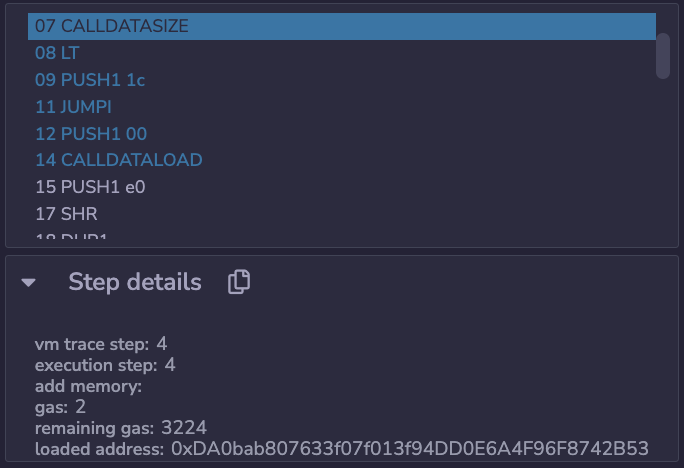 07 CALLDATASIZE
08 LT
09 PUSH1 1c
11 JUMPI
12 PUSH1 00
14 CALLDATALOAD
15 PUSH1 e0
17 SHR
18 DUP1
Step details
vm trace step: 4
execution step: 4
add memory:
gas: 2
remaining gas: 3224
loaded address: 0xDA0bab807633f07f013f94DD0E6A4F96F8742B53